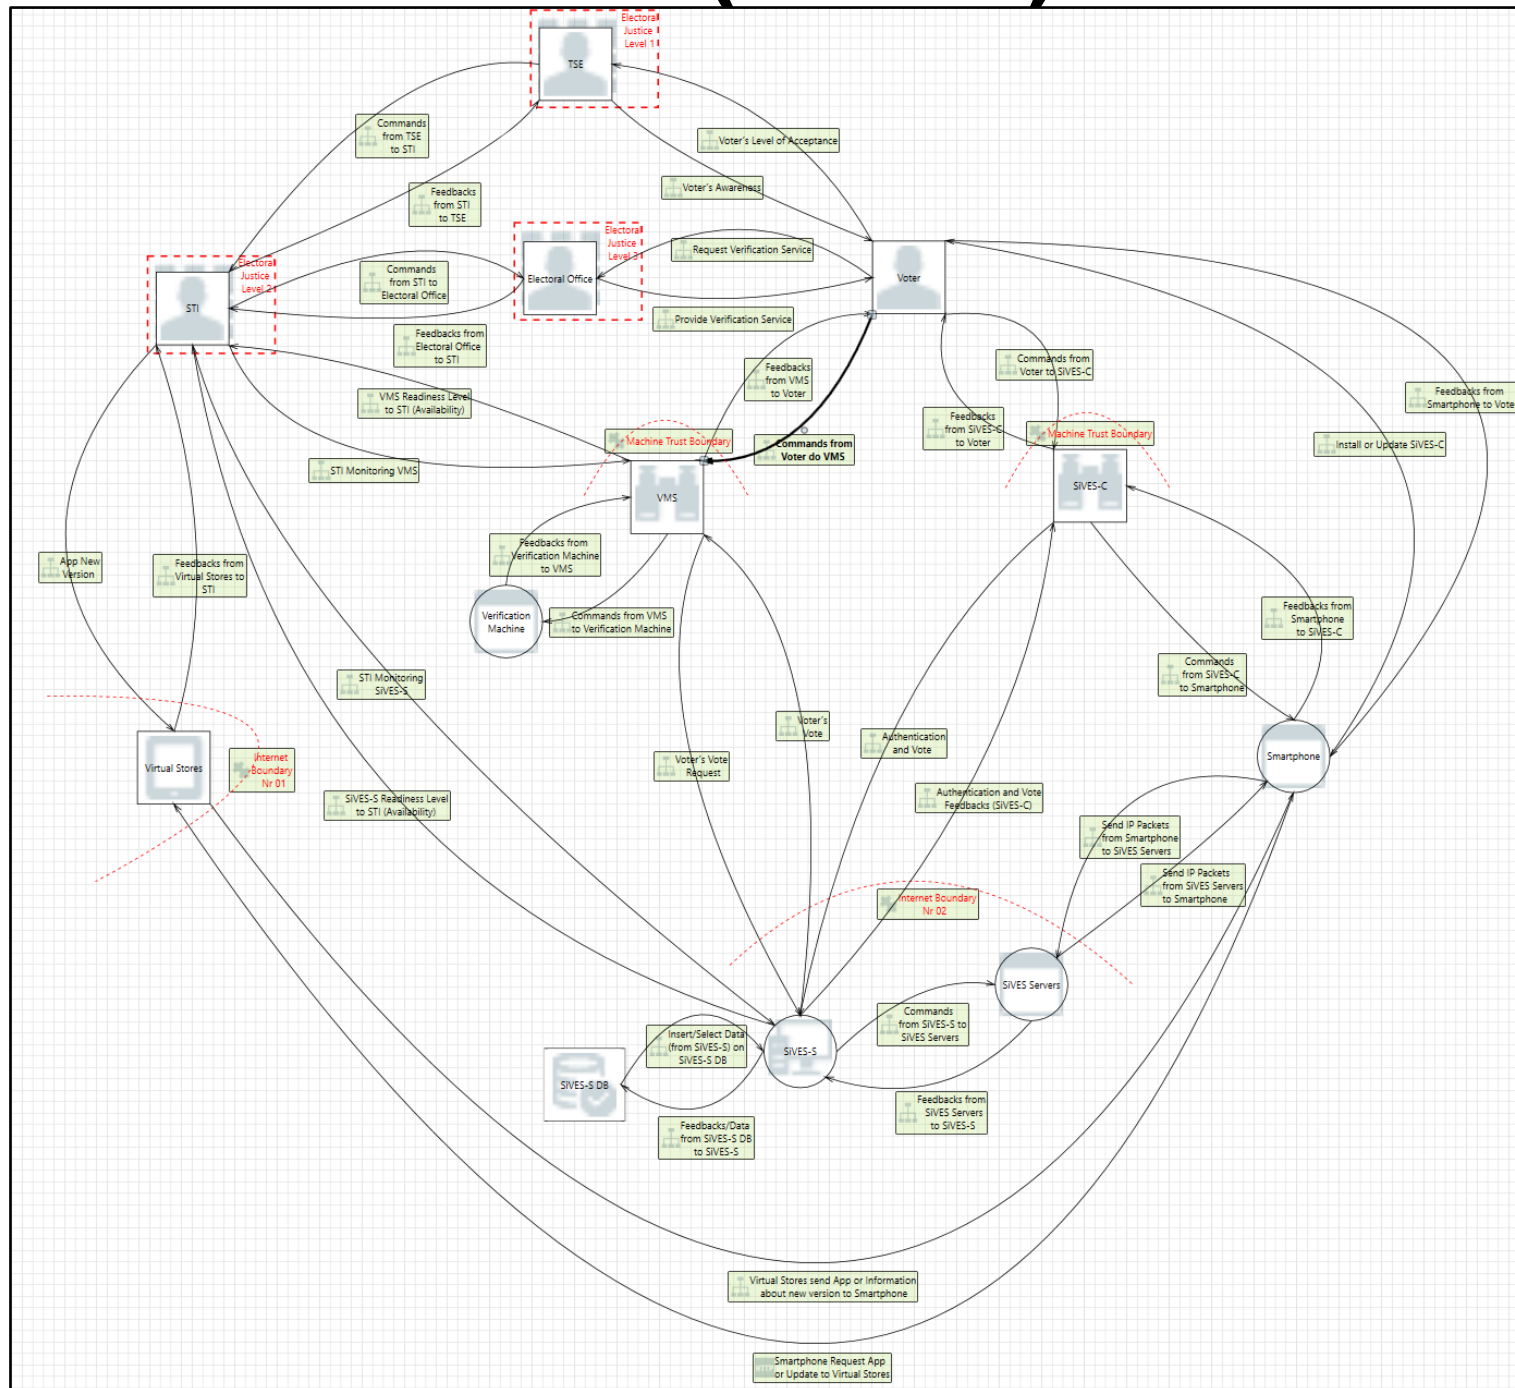 Electoral
Justice
Level 1
TSE
Commands
from TSE
to STI
Voter's Level of Acceptance
Feedbacks
from STI
to TSE
Voter's Awareness
Electoral
Justice
Level 3
Electoral Office
Request Verification Service
Voter
Electoral
Justice
Level 2
STI
Commands
from STI to
Electoral Office
Provide Verification Service
Feedbacks from
Electoral Office
to STI
Feedbacks
from VMS
to Voter
Commands from
Voter to SiVES-C
VMS Readiness Level
to STI (Availability)
Feedbacks from
Smartphone to Vote
Feedbacks
from SiVES-C
to Voter
Machine Trust Boundary
Commands from
Voter do VMS
Machine Trust Boundary
Install or Update SiVES-C
STI Monitoring VMS
VMS
SiVES-C
App New
Version
Feedbacks from
Virtual Stores to
STI
Feedbacks from
Verification Machine
to VMS
Verification
Machine
Commands from VMS
to Verification Machine
Feedbacks from
Smartphone
to SiVES-C
STI Monitoring
SiVES-S
Commands
from SiVES-C
to Smartphone
Voter's
Vote
Authentication
and Vote
Virtual Stores
Internet
Boundary
Nr 01
Voter's Vote
Request
Smartphone
SiVES-S Readiness Level
to STI (Availability)
Authentication and Vote
Feedbacks (SiVES-C)
Send IP Packets
from Smartphone
to SiVES Servers
Send IP Packets
from SiVES Servers
to Smartphone
Internet Boundary
Nr 02
SiVES Servers
Insert/Select Data
(from SiVES-S) on
SiVES-S DB
SiVES-S
Commands
from SiVES-S to
SiVES Servers
SiVES-S DB
Feedbacks/Data
from SiVES-S DB
to SiVES-S
Feedbacks from
SiVES Servers
to SiVES-S
Virtual Stores send App or Information
about new version to Smartphone
Smartphone Request App
or Update to Virtual Stores